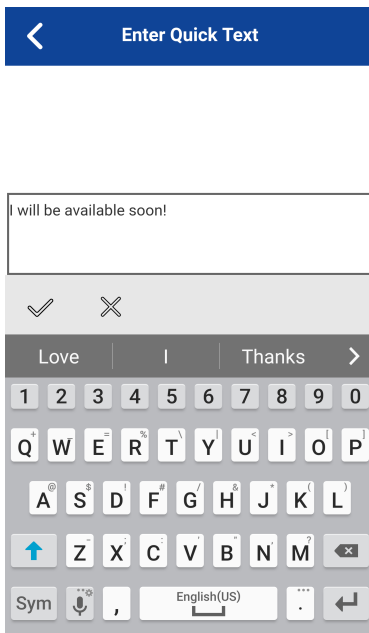 Enter Quick Text
I will be available soon!
Love I Thanks
1 2 3 4 5 6 7 8 9 0
+ - = % \ | < > [ ]
Q W E R T Y U I O P
@ $ ! # / & * ( )
A S D F G H J K L
- ; : ' " , ?
Z X C V B N M
Sym , English(US) .